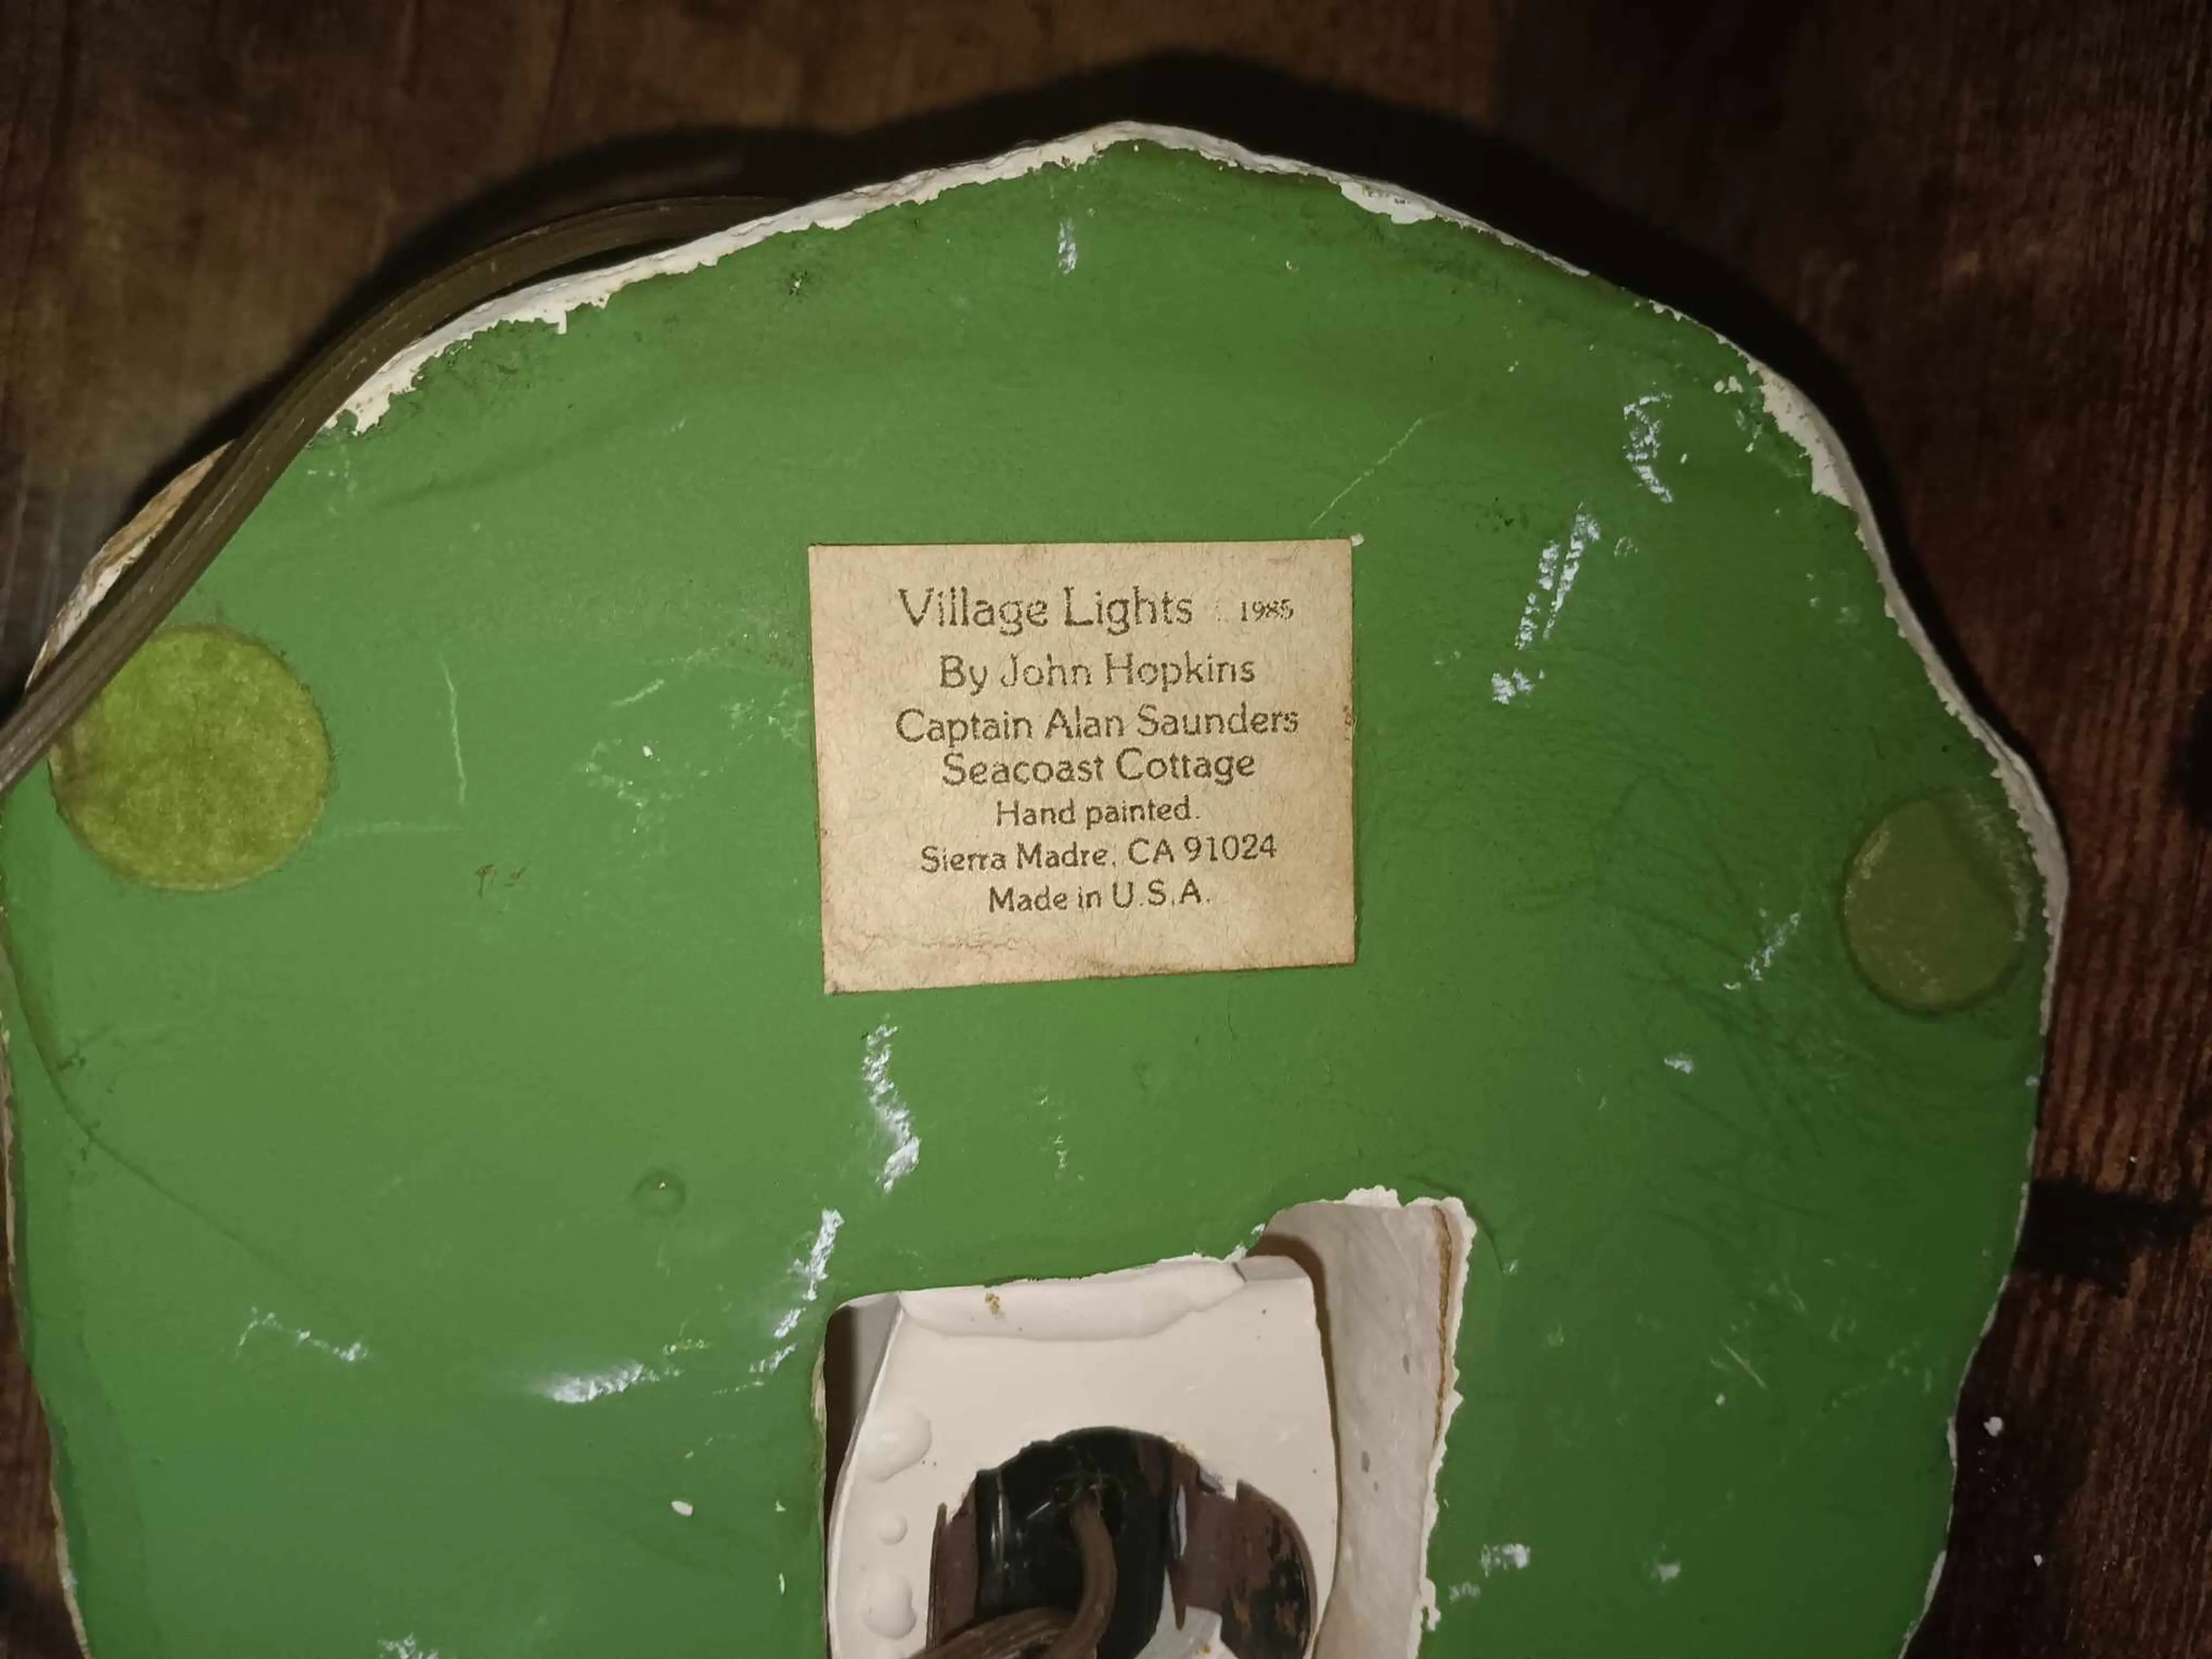 Village Lights 1985
By John Hopkins
Captain Alan Saunders
Seacoast Cottage
Hand painted.
Sierra Madre, CA 91024
Made in U.S.A.